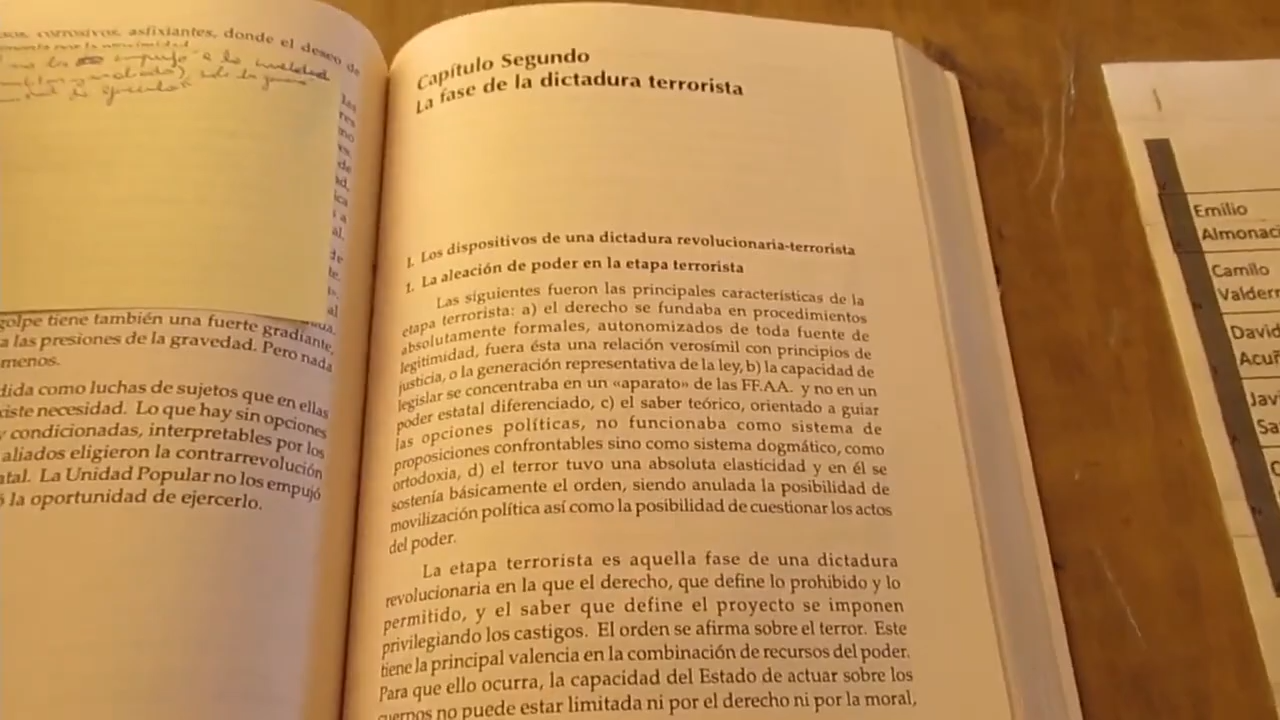 corrosivos, asfixiantes, donde el deseo de
golpe tiene también una fuerte gradiante,
a las presiones de la gravedad. Pero nada
menos.
dida como luchas de sujetos que en ellas
iste necesidad. Lo que hay sin opciones
y condicionadas, interpretables por los
aliados eligieron la contrarrevolución
atal. La Unidad Popular no los empujó
ó la oportunidad de ejercerlo.
Capítulo Segundo
La fase de la dictadura terrorista
I. Los dispositivos de una dictadura revolucionaria-terrorista
1. La aleación de poder en la etapa terrorista
Las siguientes fueron las principales características de la
etapa terrorista: a) el derecho se fundaba en procedimientos
absolutamente formales, autonomizados de toda fuente de
legitimidad, fuera ésta una relación verosímil con principios de
justicia, o la generación representativa de la ley, b) la capacidad de
legislar se concentraba en un «aparato» de las FF.AA. y no en un
poder estatal diferenciado, c) el saber teórico, orientado a guiar
las opciones políticas, no funcionaba como sistema de
proposiciones confrontables sino como sistema dogmático, como
ortodoxia, d) el terror tuvo una absoluta elasticidad y en él se
sostenía básicamente el orden, siendo anulada la posibilidad de
movilización política así como la posibilidad de cuestionar los actos
del poder.
La etapa terrorista es aquella fase de una dictadura
revolucionaria en la que el derecho, que define lo prohibido y lo
permitido, y el saber que define el proyecto se imponen
privilegiando los castigos. El orden se afirma sobre el terror. Este
tiene la principal valencia en la combinación de recursos del poder.
Para que ello ocurra, la capacidad del Estado de actuar sobre los
cuerpos no puede estar limitada ni por el derecho ni por la moral,
Emilio
Almonaci
Camilo
Valderr
David
Acuñ
Javi
Sa